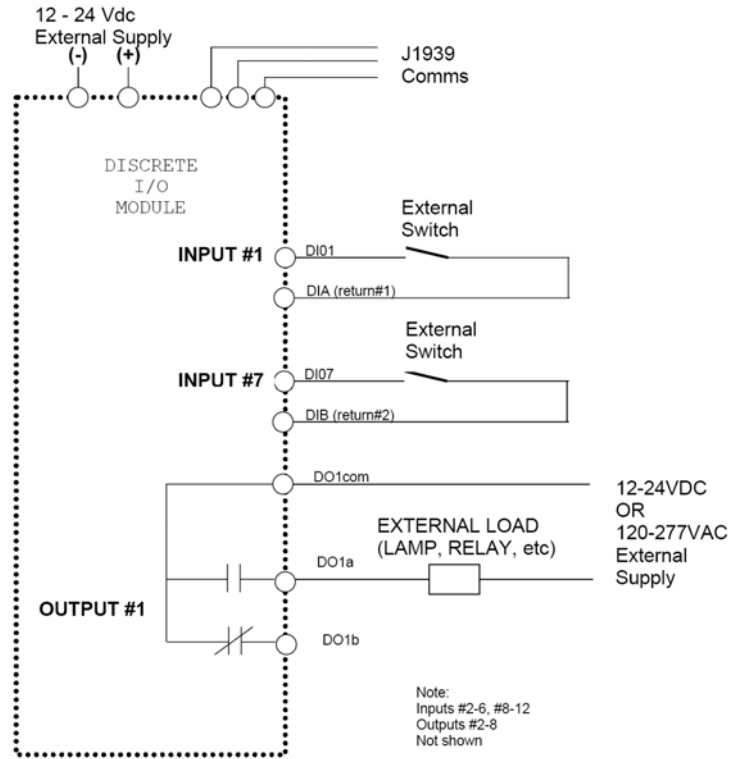 12 - 24 Vdc
External Supply
(-) (+)
J1939
Comms
DISCRETE
I/O
MODULE
External
Switch
INPUT #1
DI01
DIA (return#1)
External
Switch
INPUT #7
DI07
DIB (return#2)
DO1com
12-24VDC
OR
120-277VAC
External
Supply
EXTERNAL LOAD
(LAMP, RELAY, etc)
DO1a
OUTPUT #1
DO1b
Note:
Inputs #2-6, #8-12
Outputs #2-8
Not shown